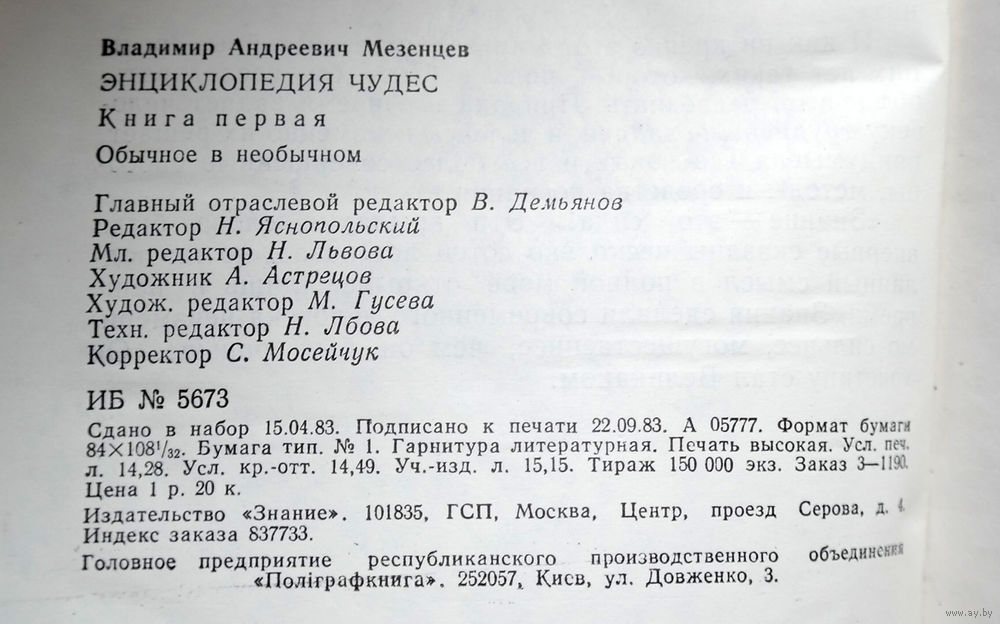 Владимир Андреевич Мезенцев
ЭНЦИКЛОПЕДИЯ ЧУДЕС
Книга первая
Обычное в необычном
Главный отраслевой редактор В. Демьянов
Редактор Н. Яснопольский
Мл. редактор Н. Львова
Художник А. Астрецов
Худож. редактор М. Гусева
Техн. редактор Н. Лбова
Корректор С. Мосейчук
ИБ № 5673
Сдано в набор 15.04.83. Подписано к печати 22.09.83. А 05777. Формат бумаги
84×108¹/₃₂. Бумага тип. № 1. Гарнитура литературная. Печать высокая. Усл. печ.
л. 14,28. Усл. кр.-отт. 14,49. Уч.-изд. л. 15,15. Тираж 150 000 экз. Заказ 3—1190.
Цена 1 р. 20 к.
Издательство «Знание». 101835, ГСП, Москва, Центр, проезд Серова, д. 4.
Индекс заказа 837733.
Головное предприятие республиканского производственного объединения
«Поліграфкнига». 252057, Киев, ул. Довженко, 3.
www.ay.by